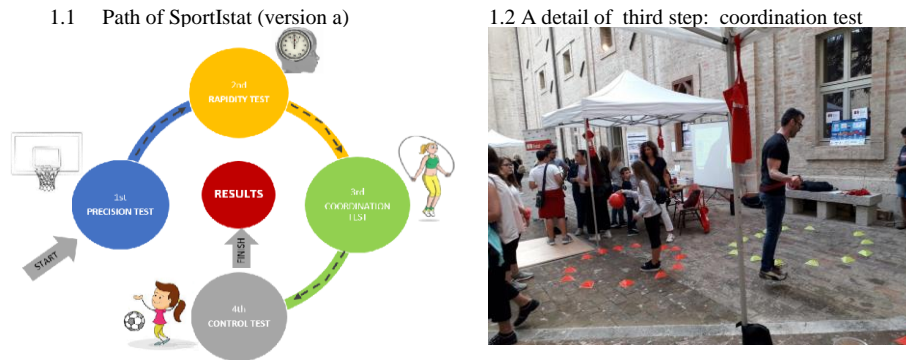 1.1 Path of SportIstat (version a)
1.2 A detail of third step: coordination test
2nd
RAPIDITY TEST
1st
PRECISION TEST
RESULTS
3rd
COORDINATION
TEST
START
FINISH
4th
CONTROL TEST